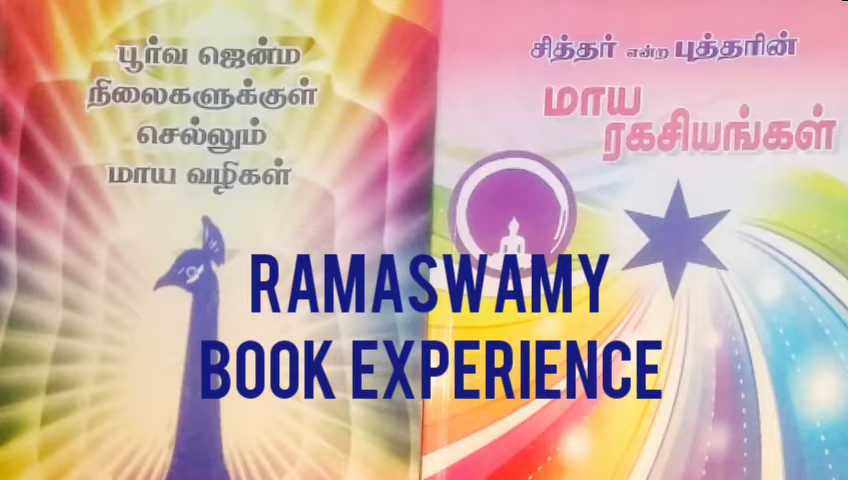 பூர்வ ஜென்ம
நிலைகளுக்குள்
செல்லும்
மாய வழிகள்
சித்தர் என்ற புத்தரின்
மாய
ரகசியங்கள்
RAMASWAMY
BOOK EXPERIENCE